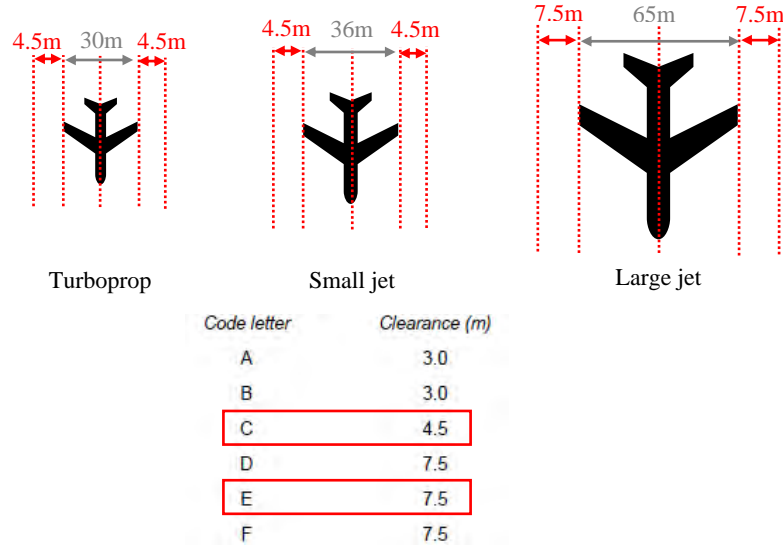 4.5m 30m 4.5m
4.5m 36m 4.5m
7.5m 65m 7.5m
Turboprop
Small jet
Large jet
Code letter Clearance (m)
A 3.0
B 3.0
C 4.5
D 7.5
E 7.5
F 7.5